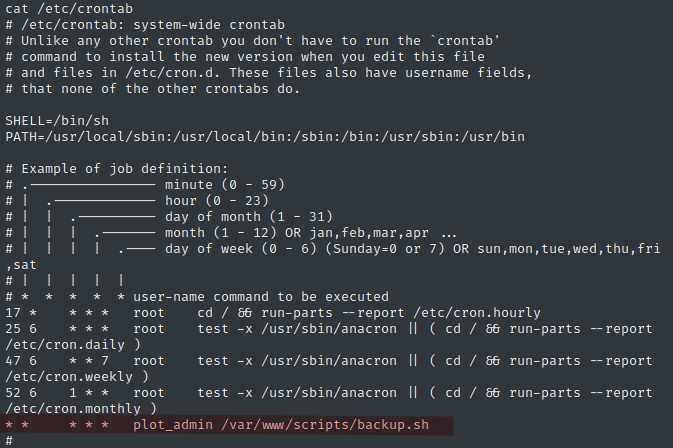 cat /etc/crontab
# /etc/crontab: system-wide crontab
# Unlike any other crontab you don't have to run the `crontab'
# command to install the new version when you edit this file
# and files in /etc/cron.d. These files also have username fields,
# that none of the other crontabs do.

SHELL=/bin/sh
PATH=/usr/local/sbin:/usr/local/bin:/sbin:/bin:/usr/sbin:/usr/bin

# Example of job definition:
# .---------------- minute (0 - 59)
# |  .------------- hour (0 - 23)
# |  |  .---------- day of month (1 - 31)
# |  |  |  .------- month (1 - 12) OR jan,feb,mar,apr ...
# |  |  |  |  .---- day of week (0 - 6) (Sunday=0 or 7) OR sun,mon,tue,wed,thu,fri
,sat
# |  |  |  |  |
# *  *  *  *  * user-name command to be executed
17 *    * * *   root    cd / && run-parts --report /etc/cron.hourly
25 6    * * *   root    test -x /usr/sbin/anacron || ( cd / && run-parts --report
/etc/cron.daily )
47 6    * * 7   root    test -x /usr/sbin/anacron || ( cd / && run-parts --report
/etc/cron.weekly )
52 6    1 * *   root    test -x /usr/sbin/anacron || ( cd / && run-parts --report
/etc/cron.monthly )
* *     * * *   plot_admin /var/www/scripts/backup.sh
#